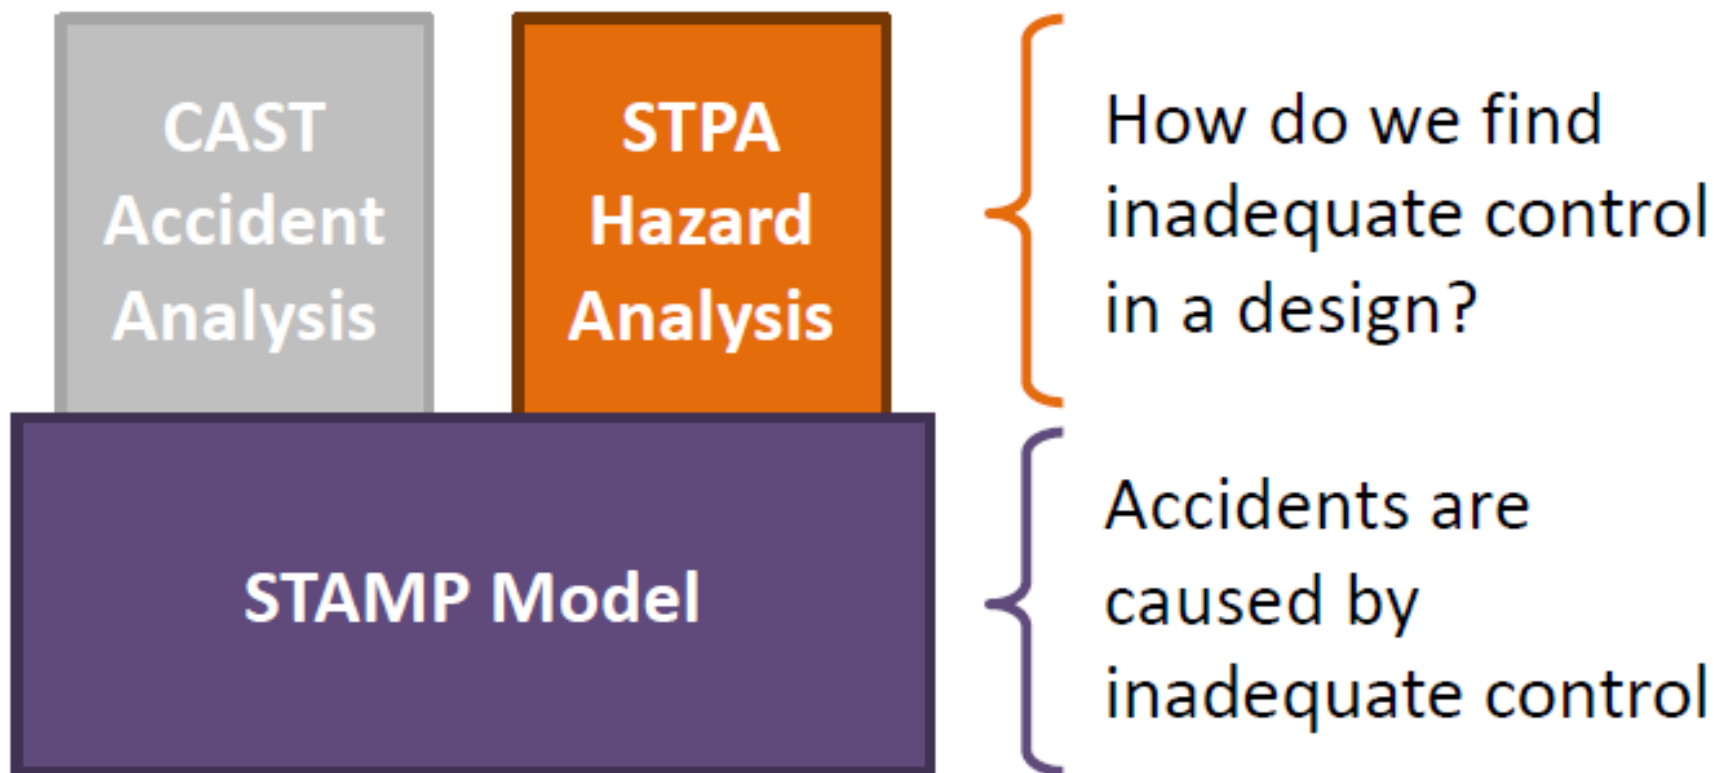 CAST
Accident
Analysis
STPA
Hazard
Analysis
How do we find
inadequate control
in a design?
STAMP Model
Accidents are
caused by
inadequate control